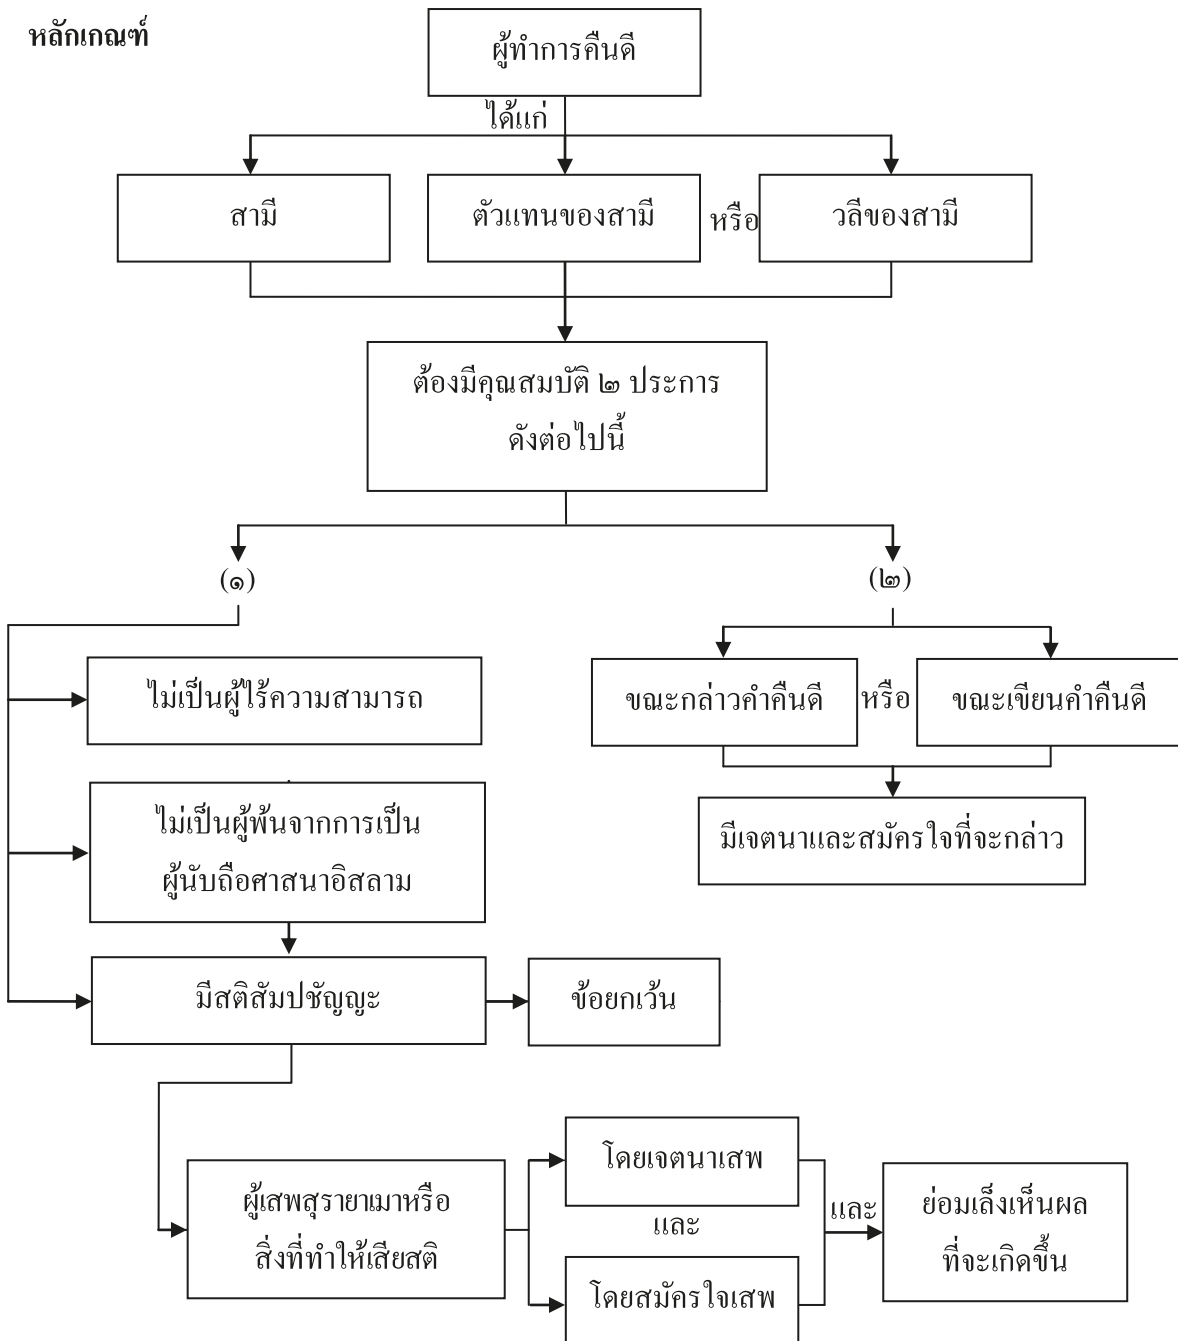 หลักเกณฑ์
ผู้ทำการคืนดี
ได้แก่
สามี
ตัวแทนของสามี
หรือ
วลีของสามี
ต้องมีคุณสมบัติ ๒ ประการ
ดังต่อไปนี้
(๑)
(๒)
ไม่เป็นผู้ไร้ความสามารถ
ขณะกล่าวคำคืนดี
หรือ
ขณะเขียนคำคืนดี
ไม่เป็นผู้พ้นจากการเป็น
ผู้นับถือศาสนาอิสลาม
มีเจตนาและสมัครใจที่จะกล่าว
มีสติสัมปชัญญะ
ข้อยกเว้น
ผู้เสพสุรายาเมาหรือ
สิ่งที่ทำให้เสียสติ
โดยเจตนาเสพ
และ
โดยสมัครใจเสพ
และ
ย่อมเล็งเห็นผล
ที่จะเกิดขึ้น